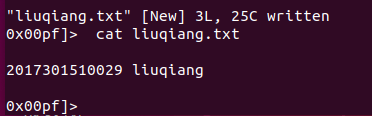 "liuqiang.txt" [New] 3L, 25C written
0x00pf]>  cat liuqiang.txt
2017301510029 liuqiang
0x00pf]>